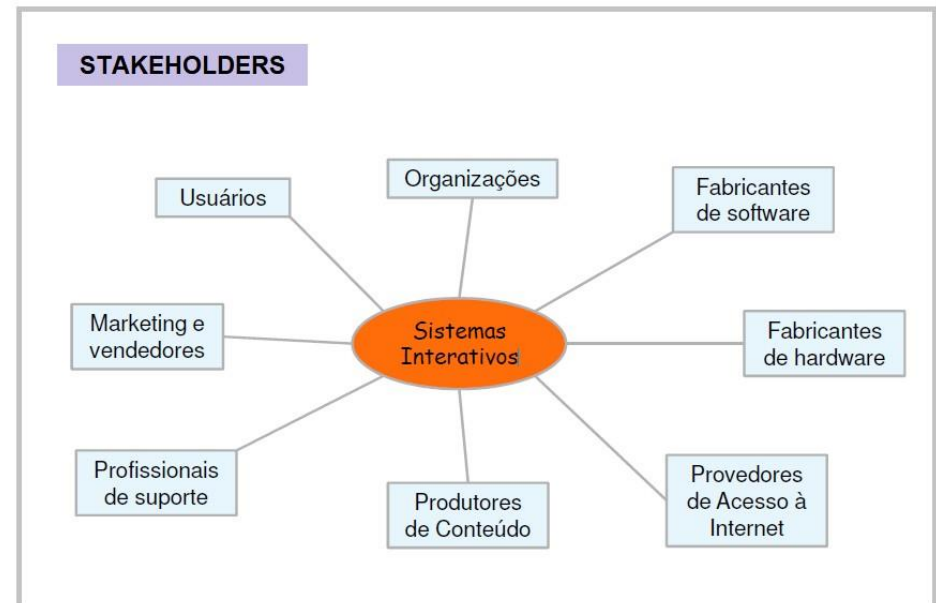 STAKEHOLDERS
Organizações
Usuários
Fabricantes
de software
Marketing e
vendedores
Sistemas
Interativos
Fabricantes
de hardware
Profissionais
de suporte
Produtores
de Conteúdo
Provedores
de Acesso à
Internet